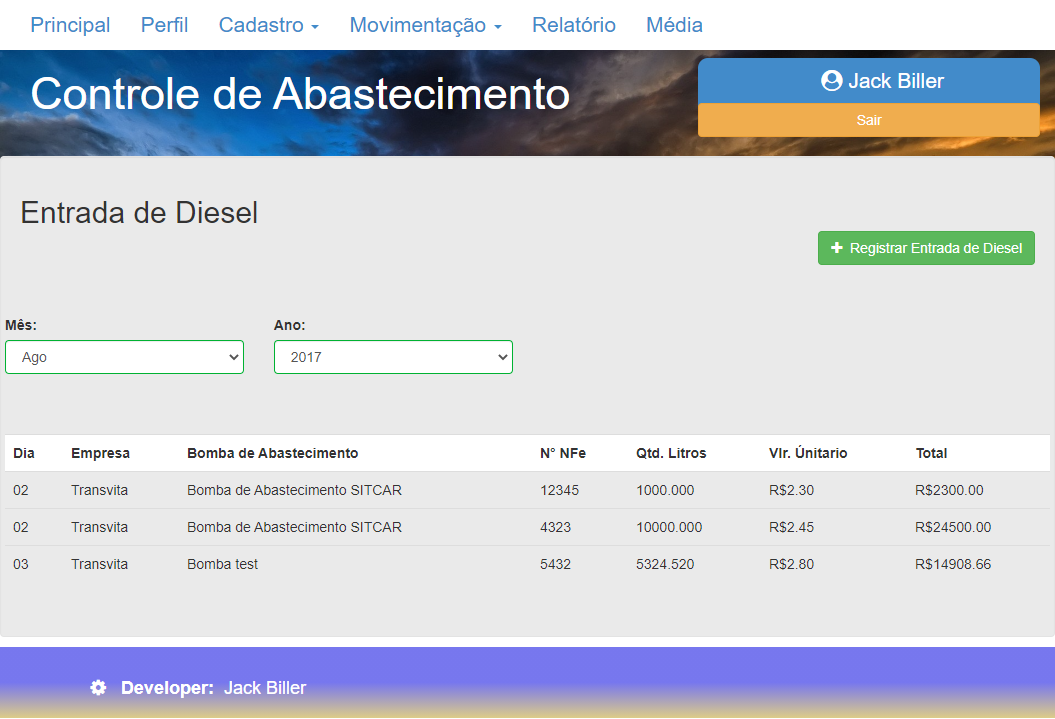 Principal Perfil Cadastro Movimentação Relatório Média
Controle de Abastecimento
Jack Biller
Sair
Entrada de Diesel
Registrar Entrada de Diesel
Mês: Ano:
Ago 2017
Dia Empresa Bomba de Abastecimento N° NFe Qtd. Litros Vlr. Únitario Total
02 Transvita Bomba de Abastecimento SITCAR 12345 1000.000 R$2.30 R$2300.00
02 Transvita Bomba de Abastecimento SITCAR 4323 10000.000 R$2.45 R$24500.00
03 Transvita Bomba test 5432 5324.520 R$2.80 R$14908.66
Developer: Jack Biller